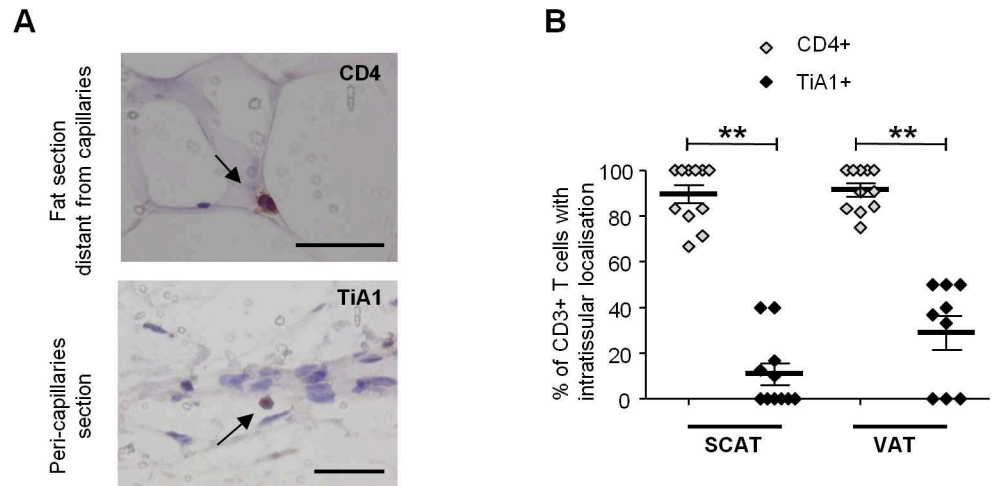 A
Fat section
distant from capillaries
CD4
Peri-capillaries
section
TiA1
B
CD4+
TiA1+
**
**
% of CD3+ T cells with
intratissular localisation
100
80
60
40
20
0
SCAT
VAT